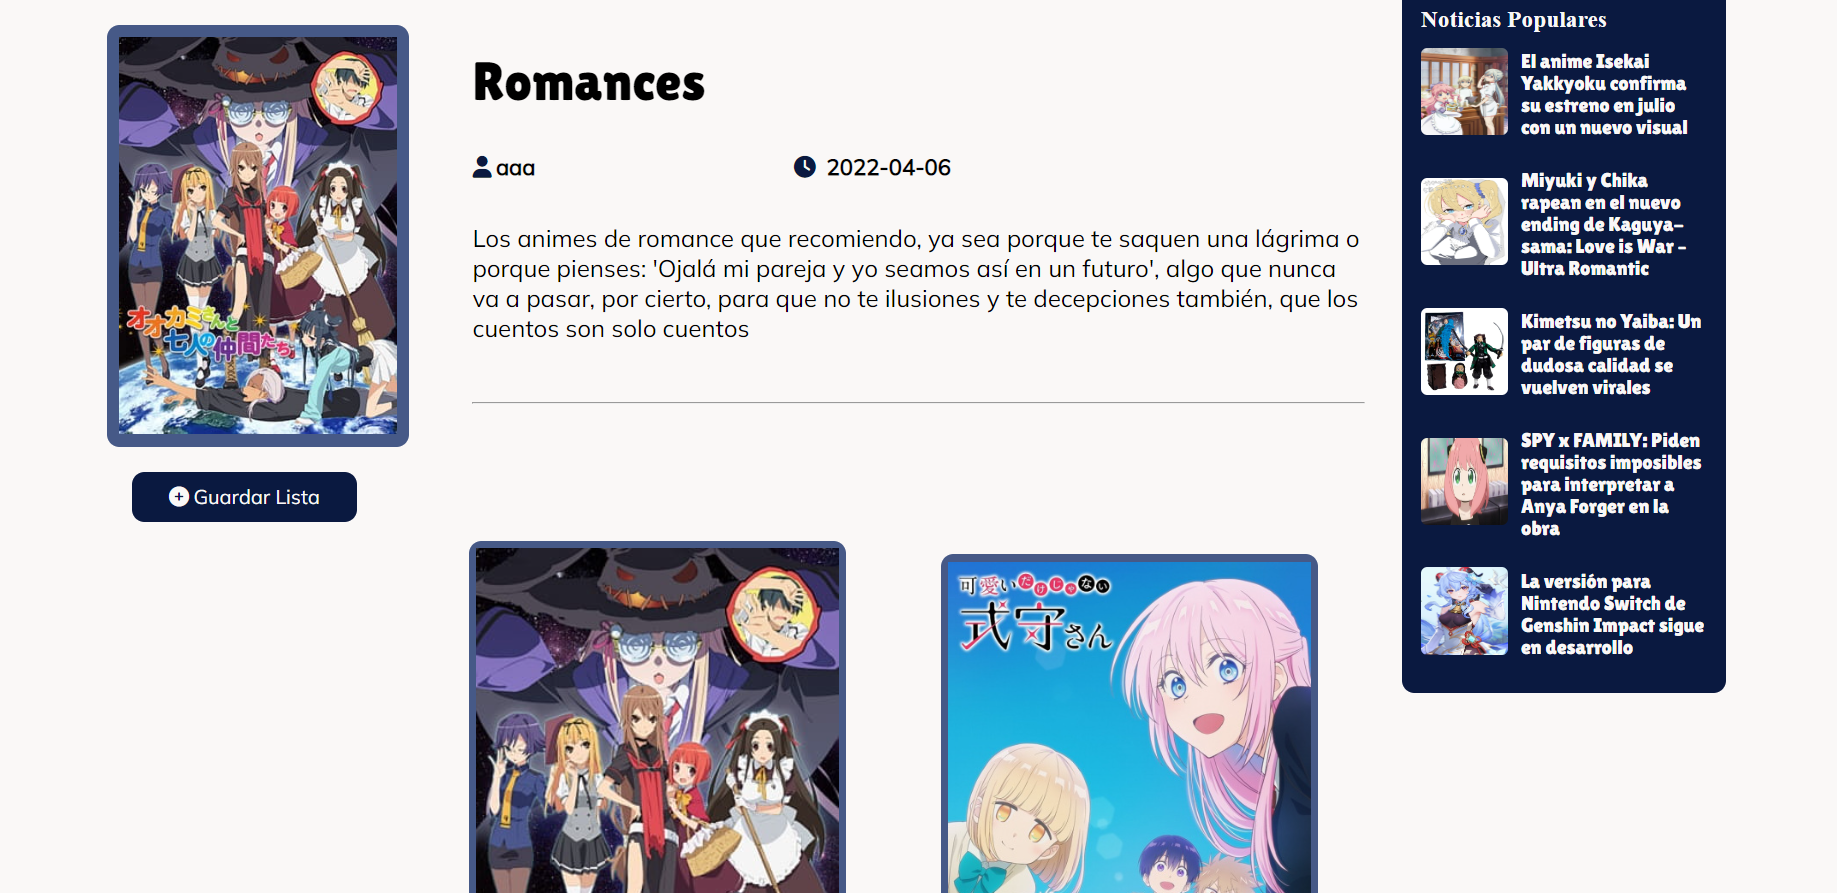 オオカミさんと
七人の仲間たち
Guardar Lista
Romances
aaa
2022-04-06
Los animes de romance que recomiendo, ya sea porque te saquen una lágrima o
porque pienses: 'Ojalá mi pareja y yo seamos así en un futuro', algo que nunca
va a pasar, por cierto, para que no te ilusiones y te decepciones también, que los
cuentos son solo cuentos
可愛いだけじゃない
式守さん
Noticias Populares
El anime Isekai
Yakkyoku confirma
su estreno en julio
con un nuevo visual
Miyuki y Chika
rapean en el nuevo
ending de Kaguya-
sama: Love is War -
Ultra Romantic
Kimetsu no Yaiba: Un
par de figuras de
dudosa calidad se
vuelven virales
SPY x FAMILY: Piden
requisitos imposibles
para interpretar a
Anya Forger en la
obra
La versión para
Nintendo Switch de
Genshin Impact sigue
en desarrollo